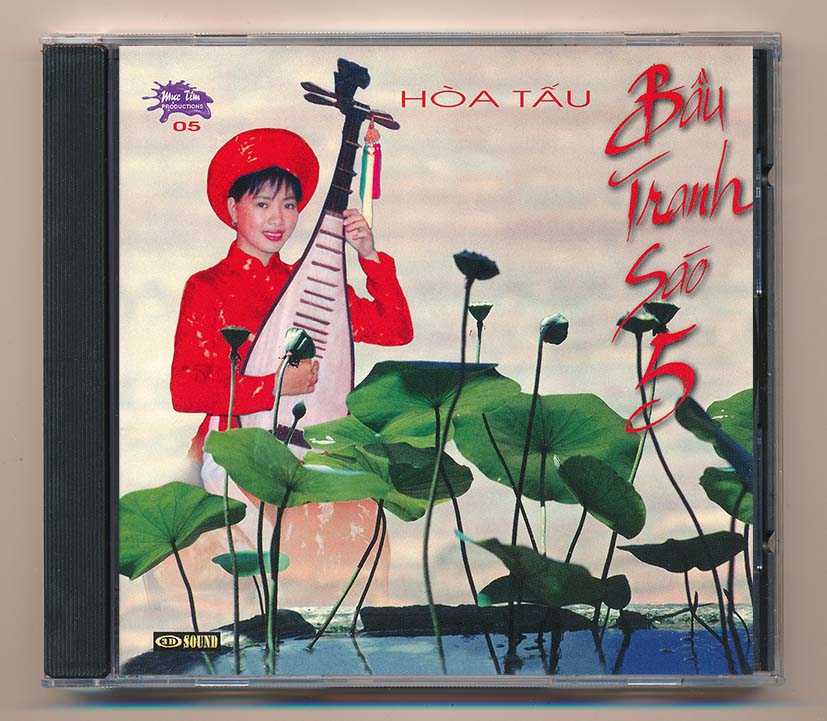 Mực Tím
PRODUCTIONS
05
HÒA TẤU
Bầu
Tranh
Sáo
5
3D SOUND